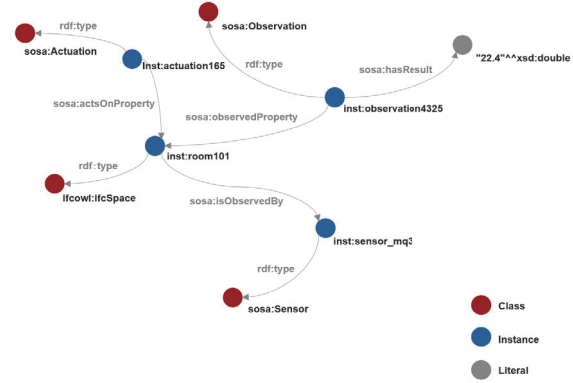 rdf:type
sosa:Observation
sosa:Actuation
inst:actuation165
rdf:type
sosa:hasResult
"22.4"^^xsd:double
inst:observation4325
sosa:actsOnProperty
sosa:observedProperty
inst:room101
rdf:type
ifcowl:ifcSpace
sosa:isObservedBy
inst:sensor_mq3
rdf:type
sosa:Sensor
Class
Instance
Literal